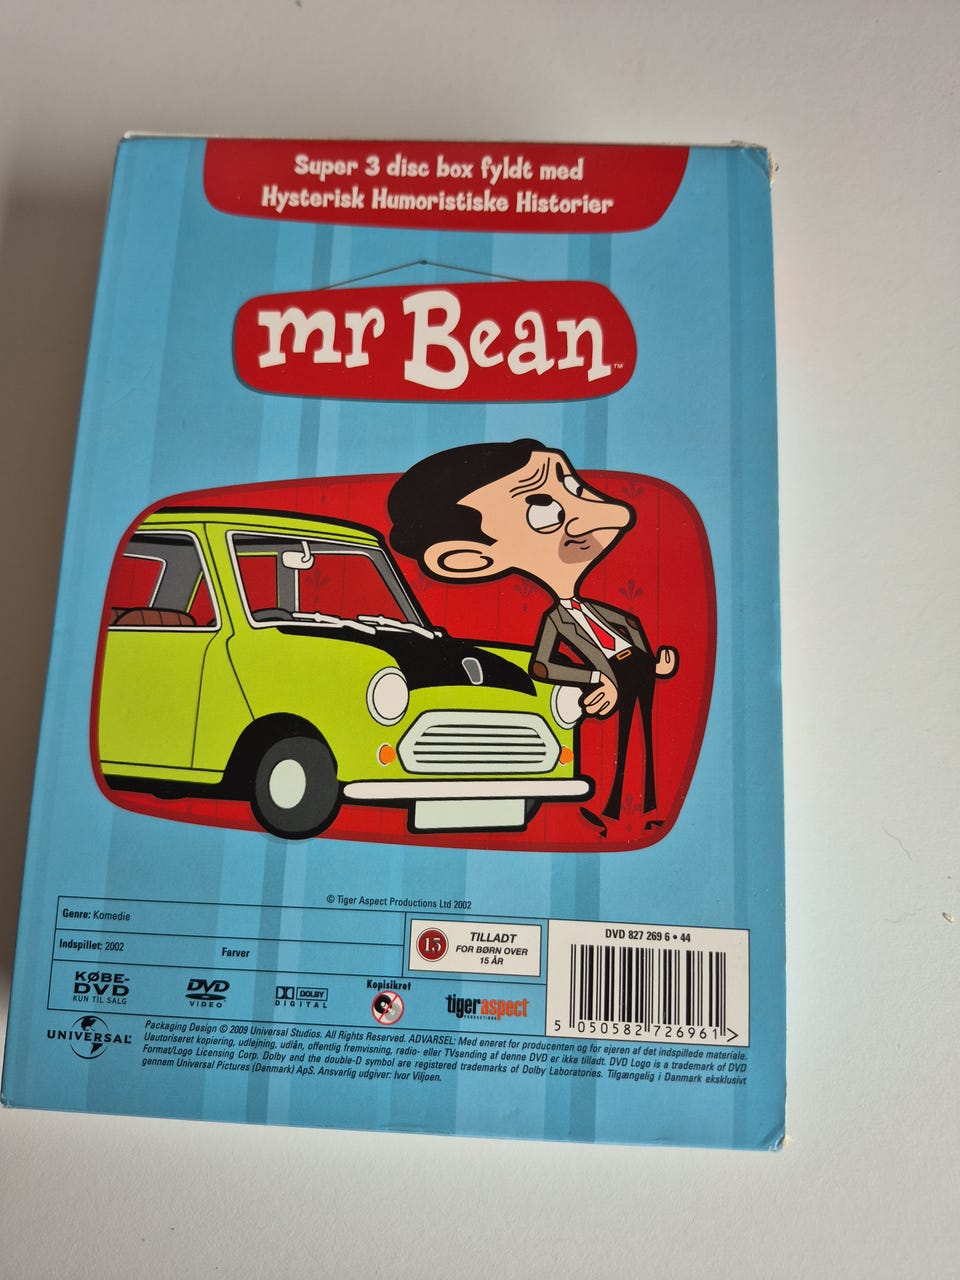 Super 3 disc box fyldt med
Hysterisk Humoristiske Historier
mr Bean™
© Tiger Aspect Productions Ltd 2002
Genre: Komedie
Indspillet: 2002
Farver
15
TILLADT
FOR BØRN OVER
15 ÅR
DVD 827 269 6 • 44
5 050582 726961 >
KØBE-
DVD
KUN TIL SALG
DVD
VIDEO
DOLBY
DIGITAL
Kopisikret
tigeraspect
PRODUCTIONS
UNIVERSAL
Packaging Design © 2009 Universal Studios. All Rights Reserved. ADVARSEL: Med eneret for producenten og for ejeren af det indspillede materiale.
Uautoriseret kopiering, udlejning, udlån, offentlig fremvisning, radio- eller TVsending af denne DVD er ikke tilladt. DVD Logo is a trademark of DVD
Format/Logo Licensing Corp. Dolby and the double-D symbol are registered trademarks of Dolby Laboratories. Tilgængelig i Danmark eksklusivt
gennem Universal Pictures (Denmark) ApS. Ansvarlig udgiver: Ivor Viljoen.